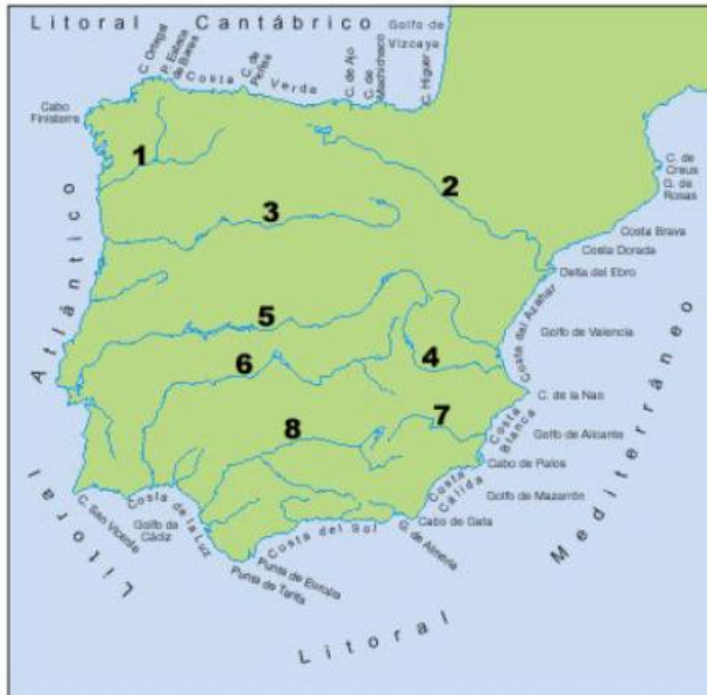 Litoral Cantábrico
Golfo de
Vizcaya
C. Ortegal
P. Estaca
de Bares
Costa Verde
C. de
Peñas
C. de Ajo
C. de
Machichaco
C. Higuer
Cabo
Finisterre
1
2
3
C. de
Creus
G. de
Rosas
Costa Brava
Costa Dorada
Delta del Ebro
Costa del Azahar
Golfo de Valencia
5
4
6
C. de la Nao
7
8
Costa
Blanca
Golfo de Alicante
Cabo de Palos
Costa
Cálida
Golfo de Mazarrón
Cabo de Gata
G. de Almería
Costa del Sol
C. San Vicente
Costa de la Luz
Golfo de
Cádiz
Punta de Europa
Punta de Tarifa
Litoral Atlántico
Litoral Mediterráneo